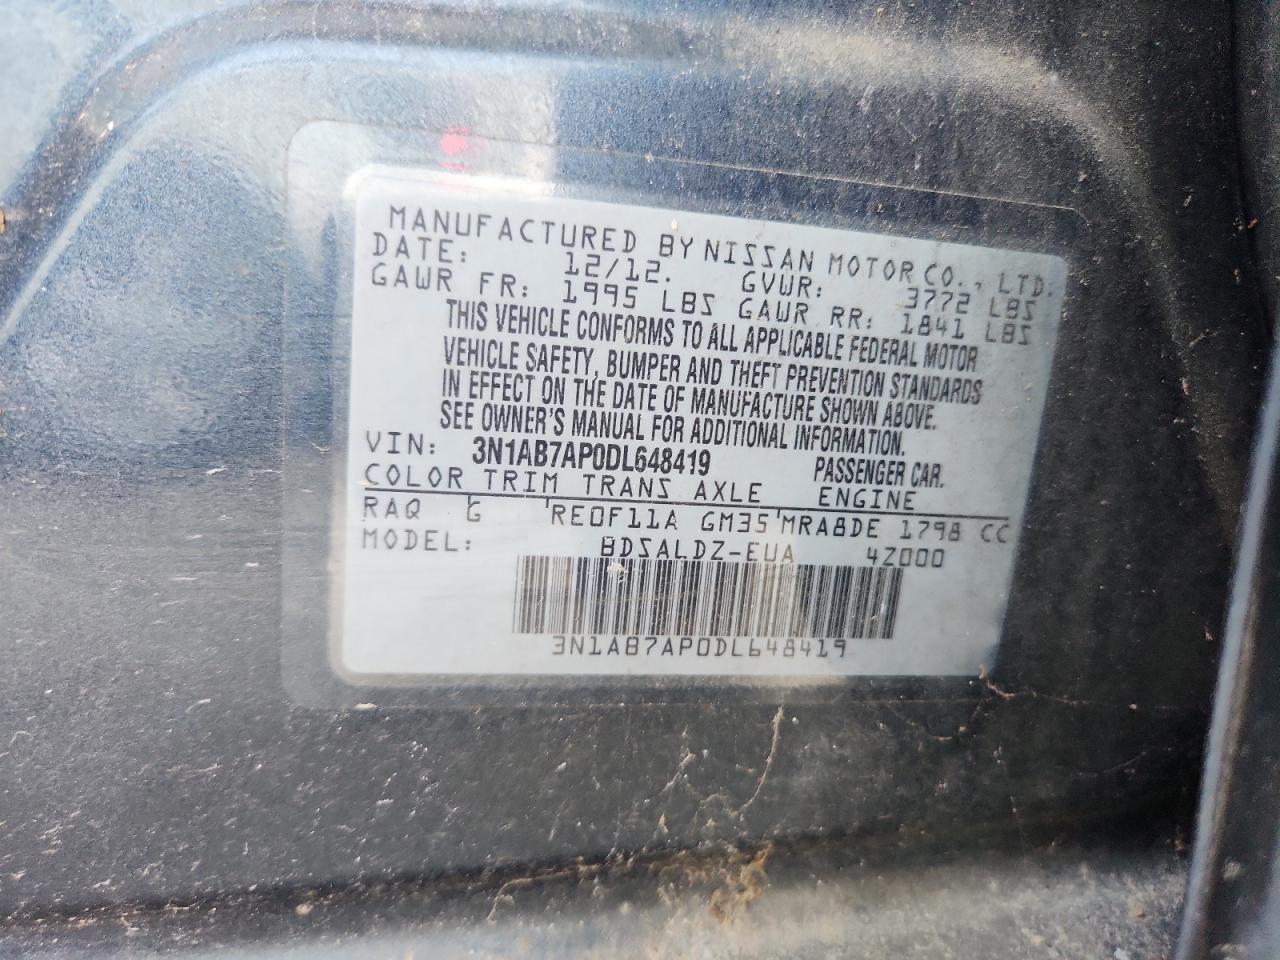 MANUFACTURED BY NISSAN MOTOR CO., LTD.
DATE: 12/12. GVWR: 3772 LBS
GAWR FR: 1995 LBS GAWR RR: 1841 LBS
THIS VEHICLE CONFORMS TO ALL APPLICABLE FEDERAL MOTOR
VEHICLE SAFETY, BUMPER AND THEFT PREVENTION STANDARDS
IN EFFECT ON THE DATE OF MANUFACTURE SHOWN ABOVE.
SEE OWNER'S MANUAL FOR ADDITIONAL INFORMATION.
VIN: 3N1AB7AP0DL648419 PASSENGER CAR.
COLOR TRIM TRANS AXLE ENGINE
RAQ G RE0F11A GM35 MRA8DE 1798 CC
MODEL: BDSALDZ-EUA 4Z000
3N1AB7AP0DL648419